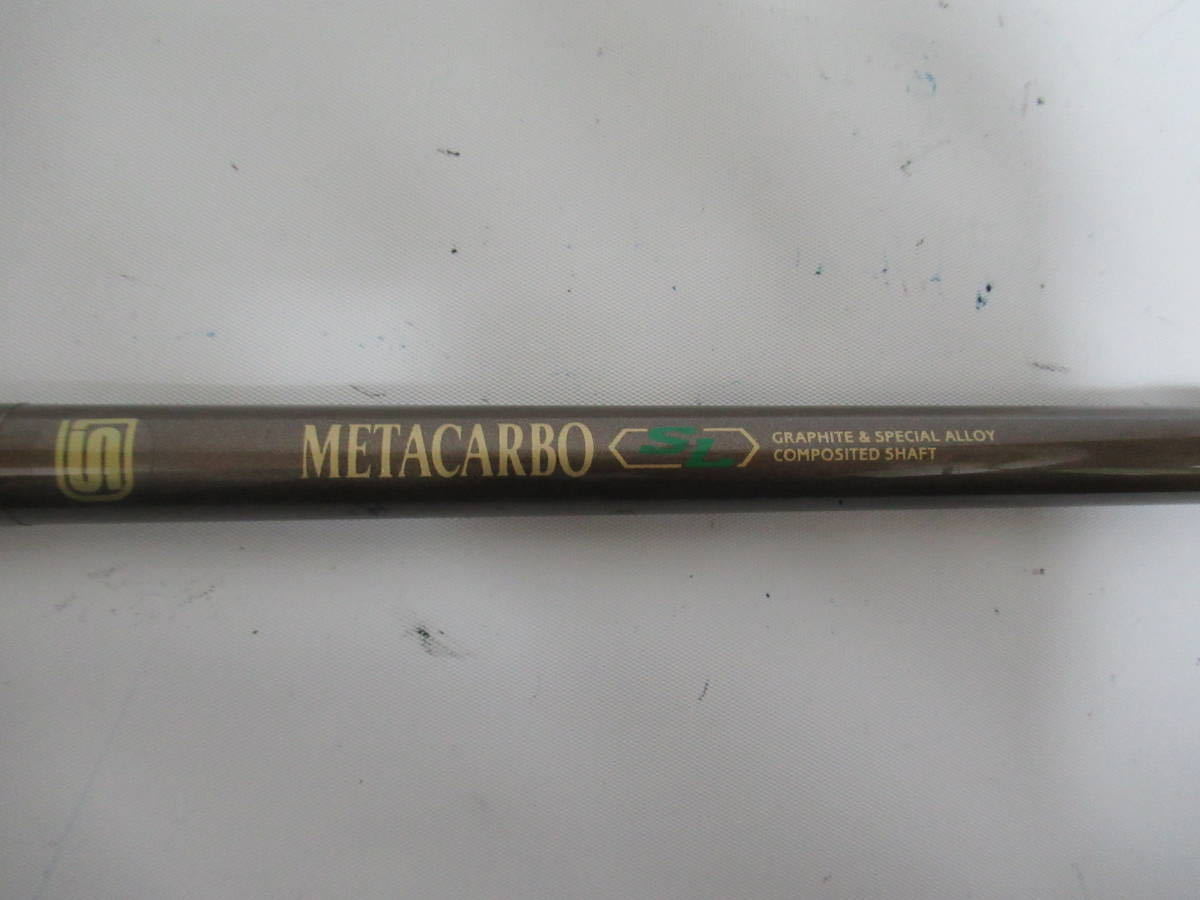 METACARBO SL
GRAPHITE & SPECIAL ALLOY
COMPOSITED SHAFT